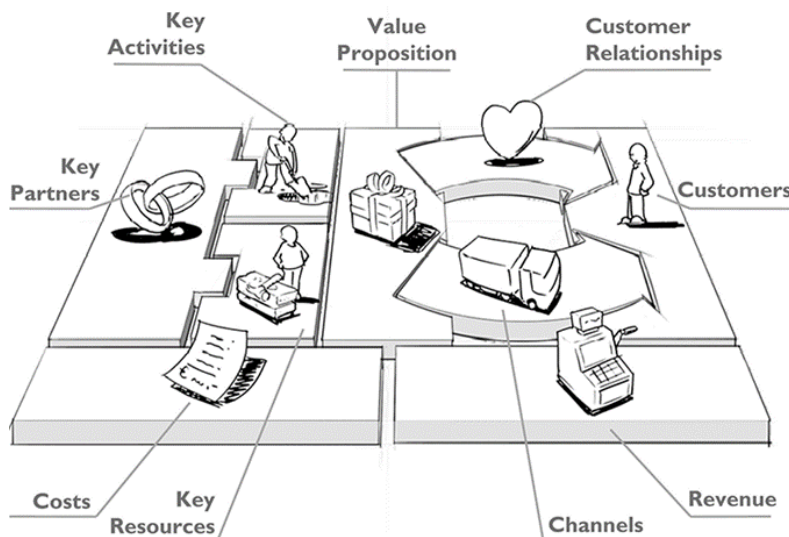 Key
Activities
Value
Proposition
Customer
Relationships
Key
Partners
Customers
Costs
Key
Resources
Channels
Revenue